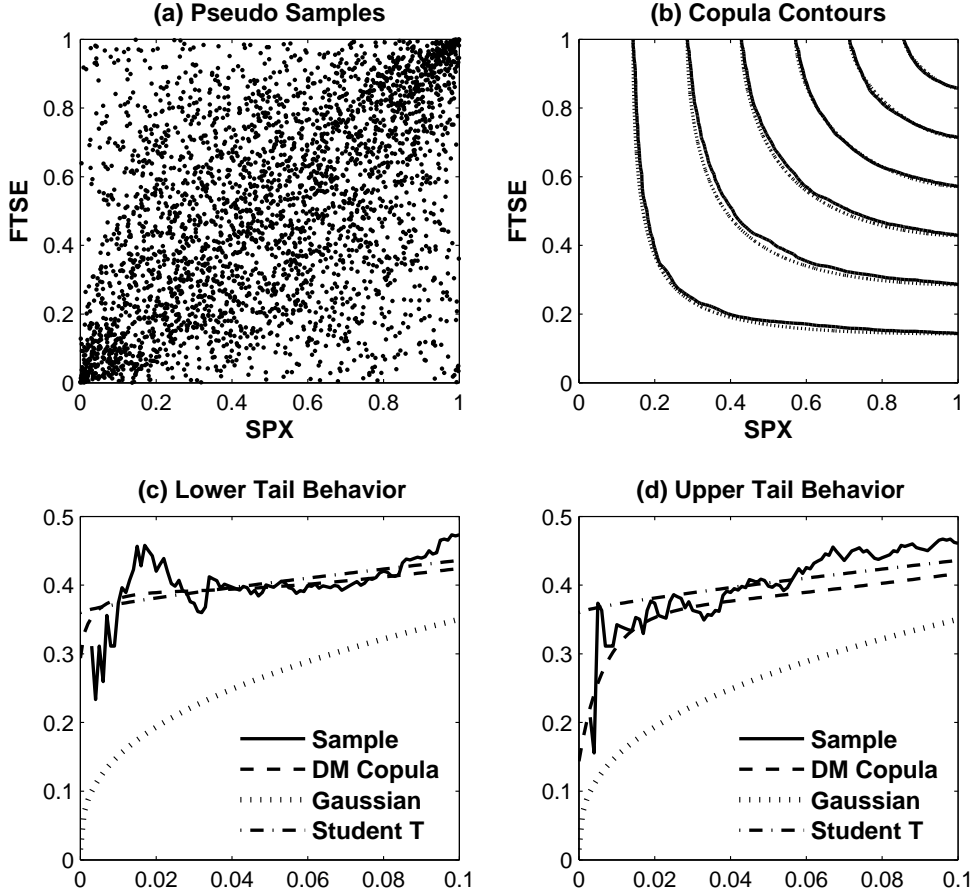 (a) Pseudo Samples
1
0.8
0.6
0.4
0.2
0
FTSE
0 0.2 0.4 0.6 0.8 1
SPX
(b) Copula Contours
1
0.8
0.6
0.4
0.2
0
FTSE
0 0.2 0.4 0.6 0.8 1
SPX
(c) Lower Tail Behavior
0.5
0.4
0.3
0.2
0.1
0
Sample
DM Copula
Gaussian
Student T
0 0.02 0.04 0.06 0.08 0.1
(d) Upper Tail Behavior
0.5
0.4
0.3
0.2
0.1
0
Sample
DM Copula
Gaussian
Student T
0 0.02 0.04 0.06 0.08 0.1